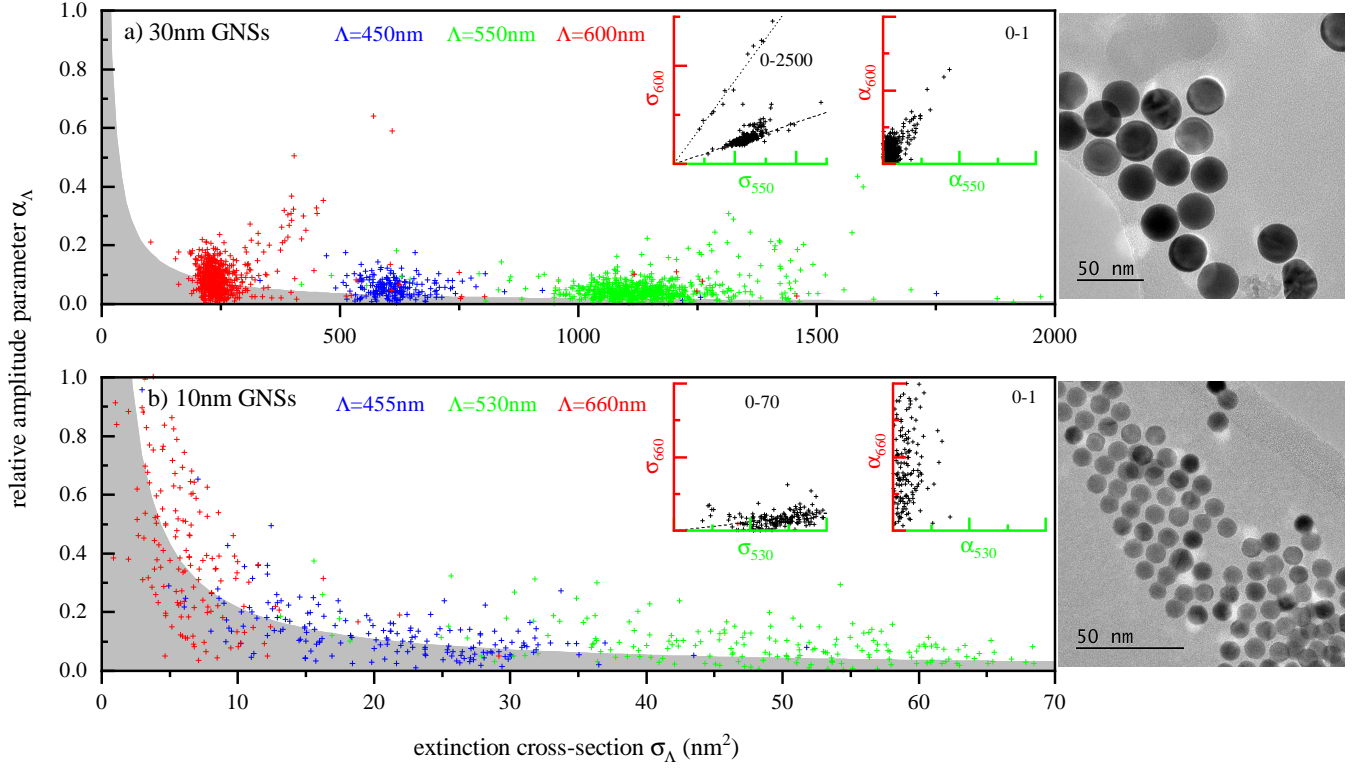 a) 30nm GNSs
Λ=450nm Λ=550nm Λ=600nm
0-2500
0-1
σ600
σ550
α600
α550
1.0
0.8
0.6
0.4
0.2
0.0
0 500 1000 1500 2000
50 nm
relative amplitude parameter αΛ
b) 10nm GNSs
Λ=455nm Λ=530nm Λ=660nm
0-70
0-1
σ660
σ530
α660
α530
1.0
0.8
0.6
0.4
0.2
0.0
0 10 20 30 40 50 60 70
50 nm
extinction cross-section σΛ (nm²)